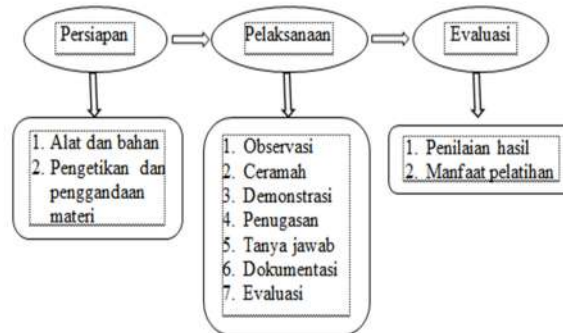 Persiapan
Pelaksanaan
Evaluasi
1. Alat dan bahan
2. Pengetikan dan
penggandaan
materi
1. Observasi
2. Ceramah
3. Demonstrasi
4. Penugasan
5. Tanya jawab
6. Dokumentasi
7. Evaluasi
1. Penilaian hasil
2. Manfaat pelatihan